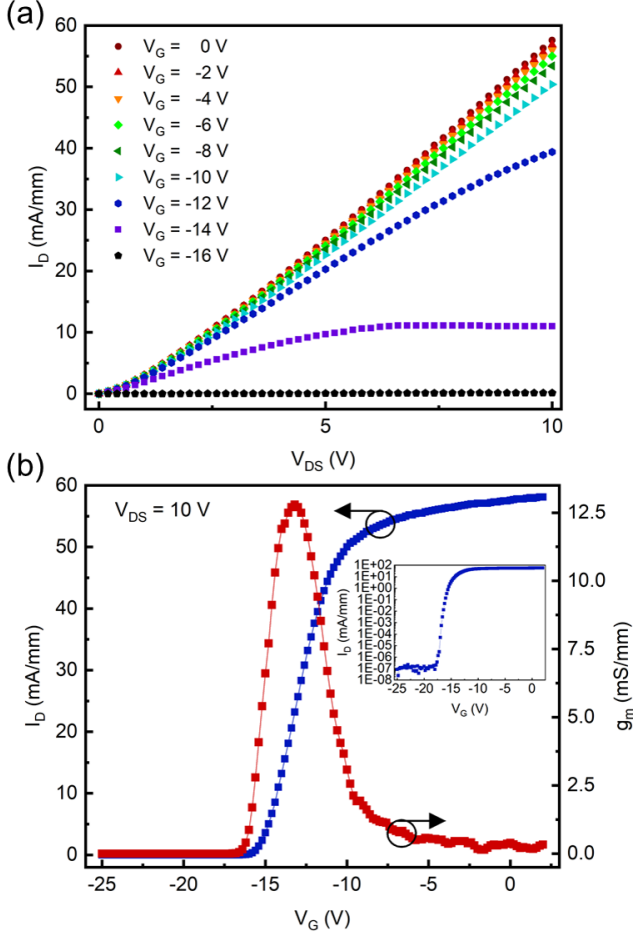 (a)
60
50
40
30
20
10
0
I_D (mA/mm)
V_G = 0 V
V_G = -2 V
V_G = -4 V
V_G = -6 V
V_G = -8 V
V_G = -10 V
V_G = -12 V
V_G = -14 V
V_G = -16 V
0 5 10
V_DS (V)
(b)
60
50
40
30
20
10
0
I_D (mA/mm)
V_DS = 10 V
12.5
10.0
7.5
5.0
2.5
0.0
g_m (mS/mm)
1E+02
1E+01
1E+00
1E-01
1E-02
1E-03
1E-04
1E-05
1E-06
1E-07
1E-08
I_D (mA/mm)
-25 -20 -15 -10 -5 0
V_G (V)
-25 -20 -15 -10 -5 0
V_G (V)